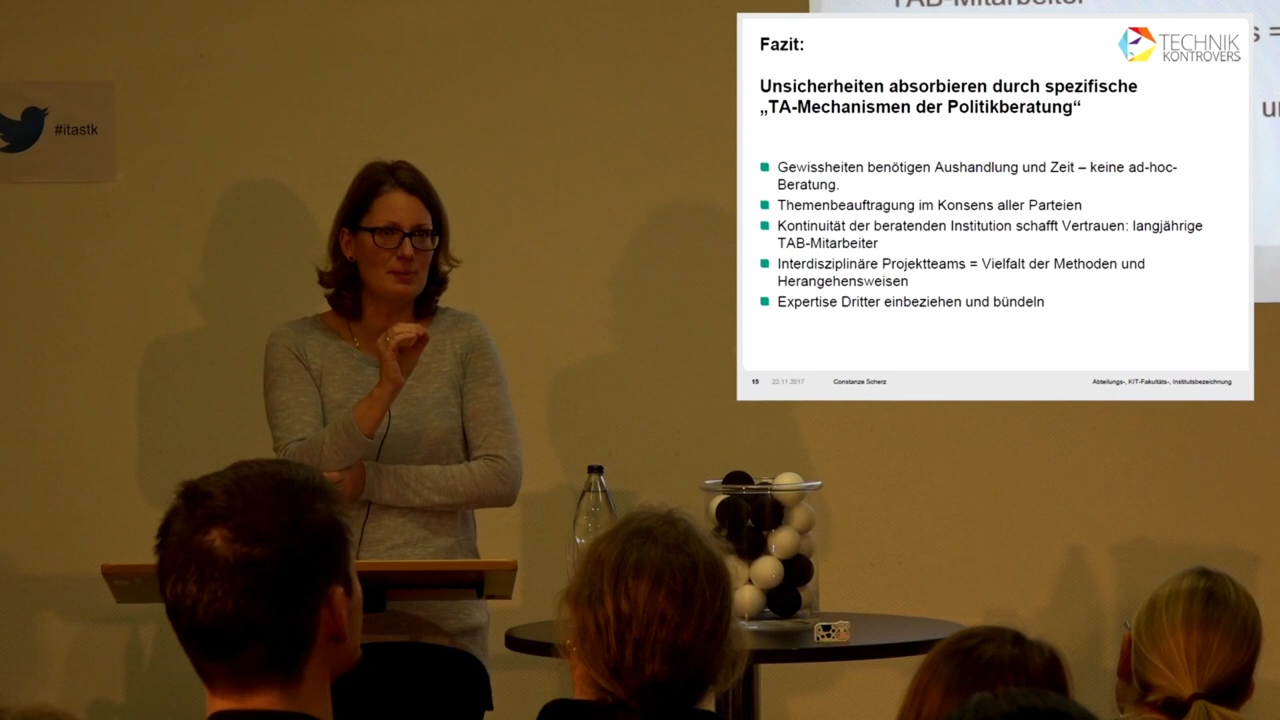 TAB-Mitarbeiter
#itastk
Fazit:
TECHNIK
KONTROVERS
Unsicherheiten absorbieren durch spezifische
„TA-Mechanismen der Politikberatung“
Gewissheiten benötigen Aushandlung und Zeit – keine ad-hoc-
Beratung.
Themenbeauftragung im Konsens aller Parteien
Kontinuität der beratenden Institution schafft Vertrauen: langjährige
TAB-Mitarbeiter
Interdisziplinäre Projektteams = Vielfalt der Methoden und
Herangehensweisen
Expertise Dritter einbeziehen und bündeln
15 22.11.2017 Constanze Scherz Abteilungs-, KIT-Fakultäts-, Institutsbezeichnung